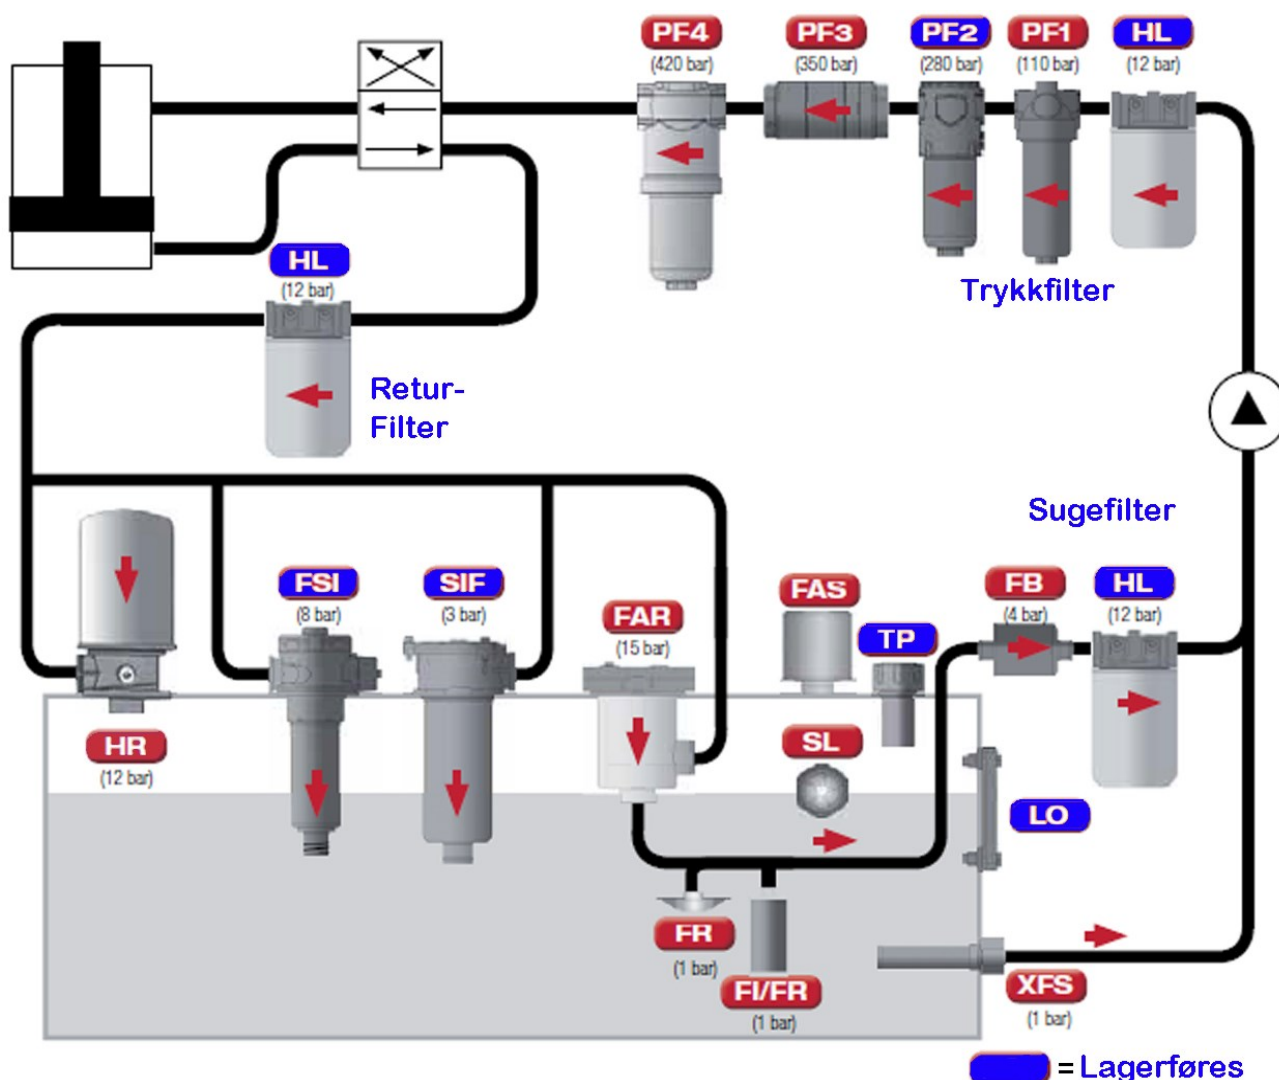 PF4 PF3 PF2 PF1 HL
(420 bar) (350 bar) (280 bar) (110 bar) (12 bar)
HL
(12 bar)
Trykkfilter
Retur-
Filter
Sugefilter
FSI SIF FAS FB HL
(8 bar) (3 bar) (4 bar) (12 bar)
FAR
(15 bar)
TP
HR
(12 bar)
SL
LO
FR
(1 bar)
FI/FR
(1 bar)
XFS
(1 bar)
= Lagerføres